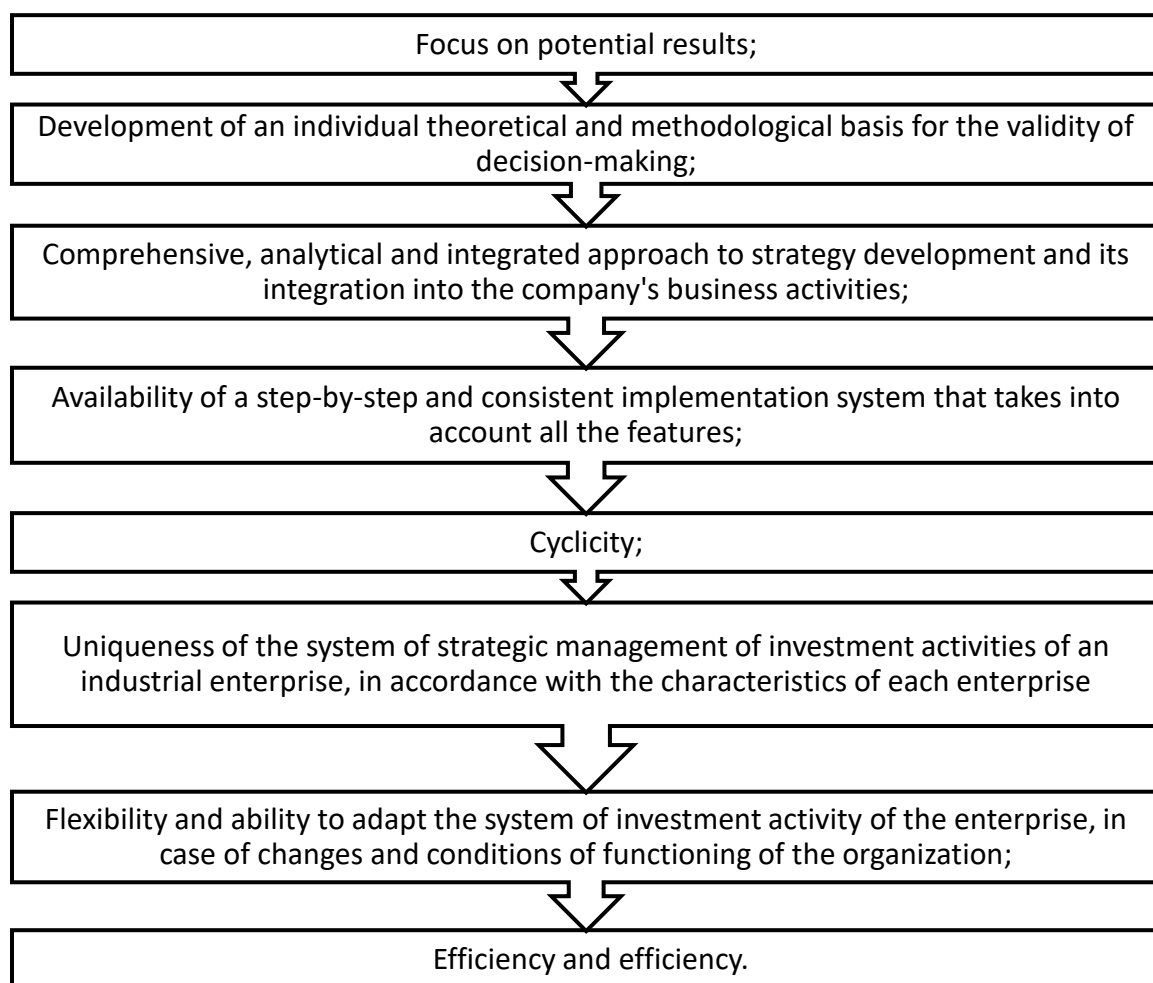 Focus on potential results;
Development of an individual theoretical and methodological basis for the validity of
decision-making;
Comprehensive, analytical and integrated approach to strategy development and its
integration into the company's business activities;
Availability of a step-by-step and consistent implementation system that takes into
account all the features;
Cyclicity;
Uniqueness of the system of strategic management of investment activities of an
industrial enterprise, in accordance with the characteristics of each enterprise
Flexibility and ability to adapt the system of investment activity of the enterprise, in
case of changes and conditions of functioning of the organization;
Efficiency and efficiency.